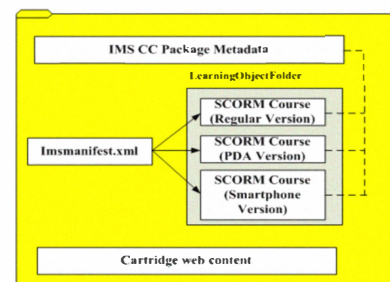 IMS CC Package Metadata
LearningObjectFolder
SCORM Course
(Regular Version)
Imsmanifest.xml
SCORM Course
(PDA Version)
SCORM Course
(Smartphone
Version)
Cartridge web content